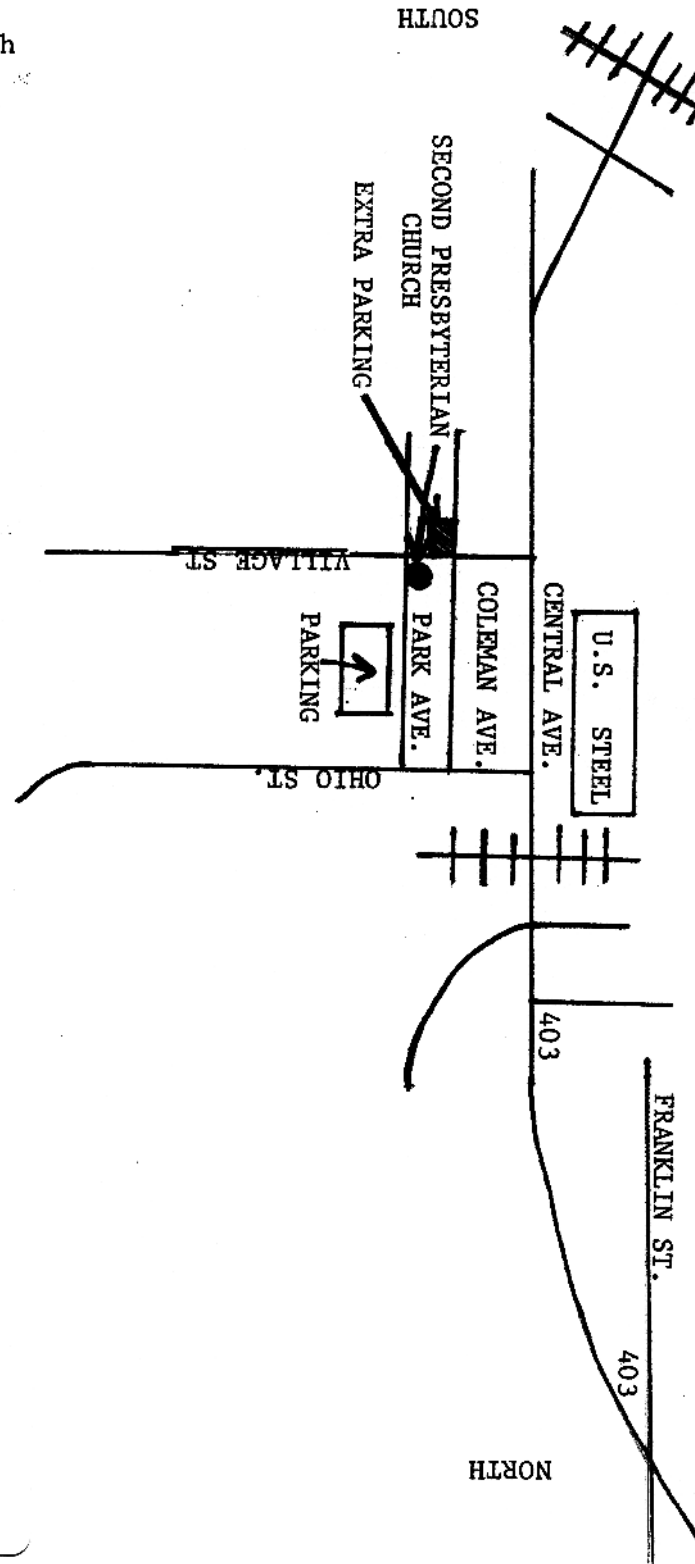 h
SOUTH
SECOND PRESBYTERIAN
CHURCH
EXTRA PARKING
VILLAGE ST
PARKING
PARK AVE.
COLEMAN AVE.
CENTRAL AVE.
U.S. STEEL
OHIO ST.
403
FRANKLIN ST.
403
NORTH